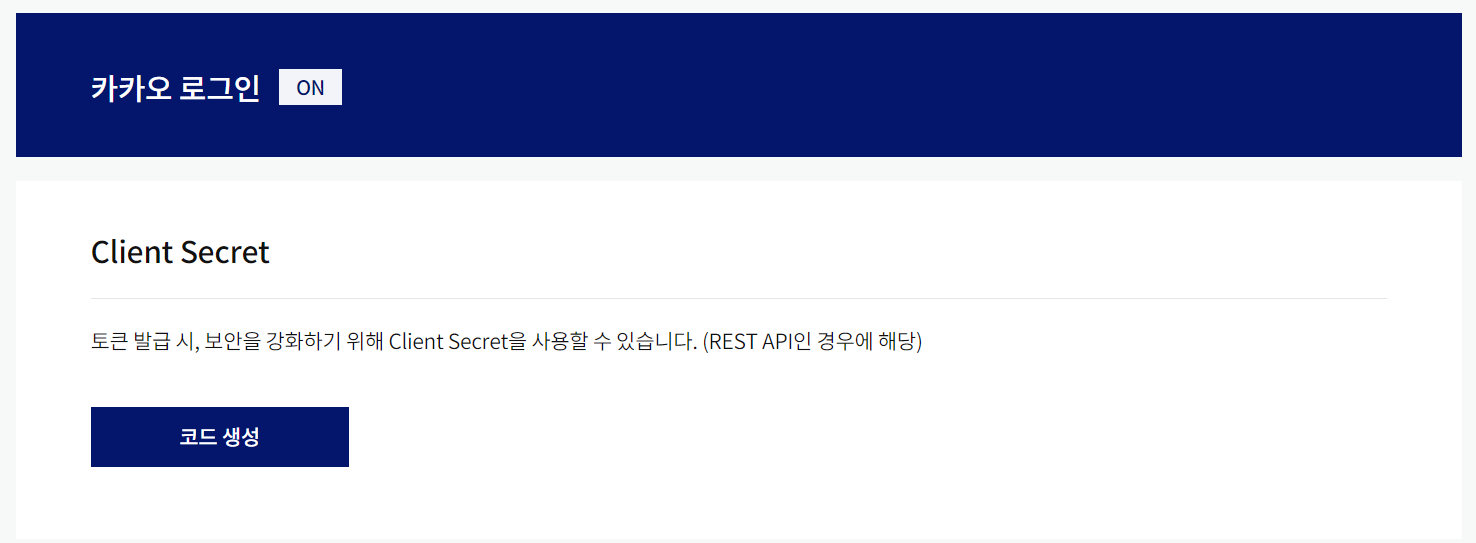 카카오 로그인 ON
Client Secret
토큰 발급 시, 보안을 강화하기 위해 Client Secret을 사용할 수 있습니다. (REST API인 경우에 해당)
코드 생성